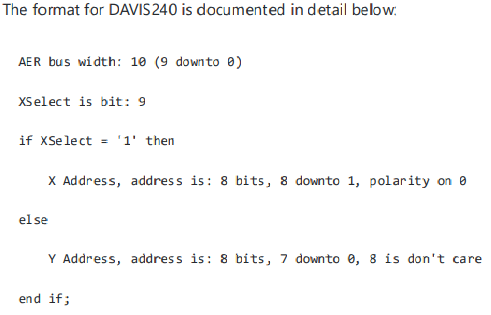 The format for DAVIS240 is documented in detail below:
AER bus width: 10 (9 downto 0)
XSelect is bit: 9
if XSelect = '1' then
X Address, address is: 8 bits, 8 downto 1, polarity on 0
else
Y Address, address is: 8 bits, 7 downto 0, 8 is don't care
end if;